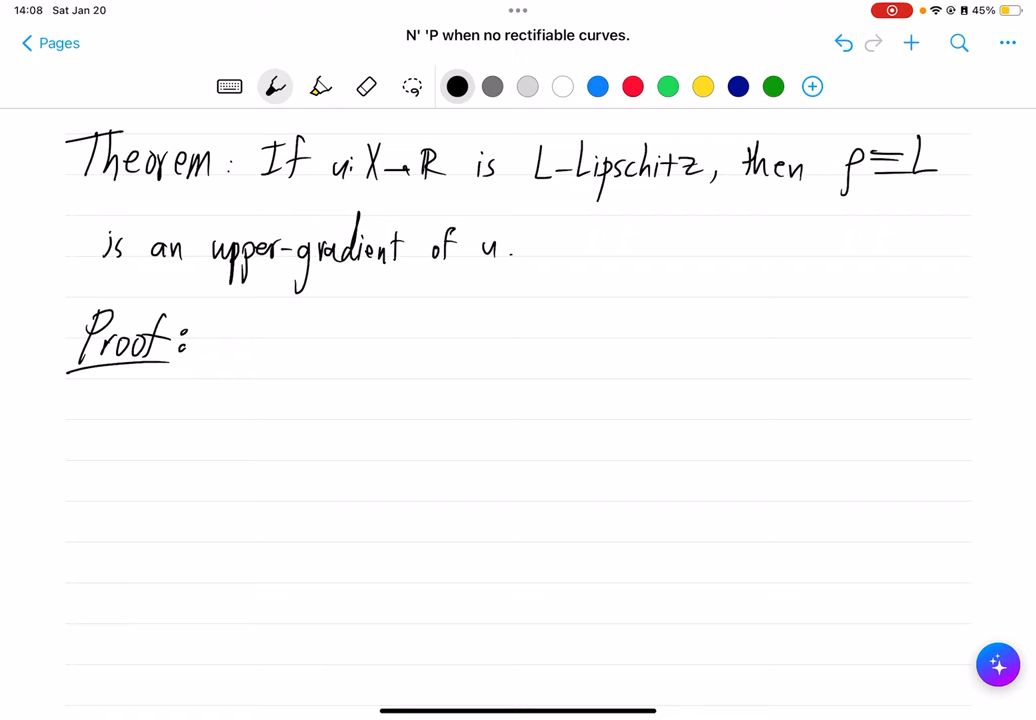 14:08 Sat Jan 20
45%
Pages
N' 'P when no rectifiable curves.
Theorem: If u: X → ℝ is L-Lipschitz, then ρ ≡ L
is an upper-gradient of u.
Proof: